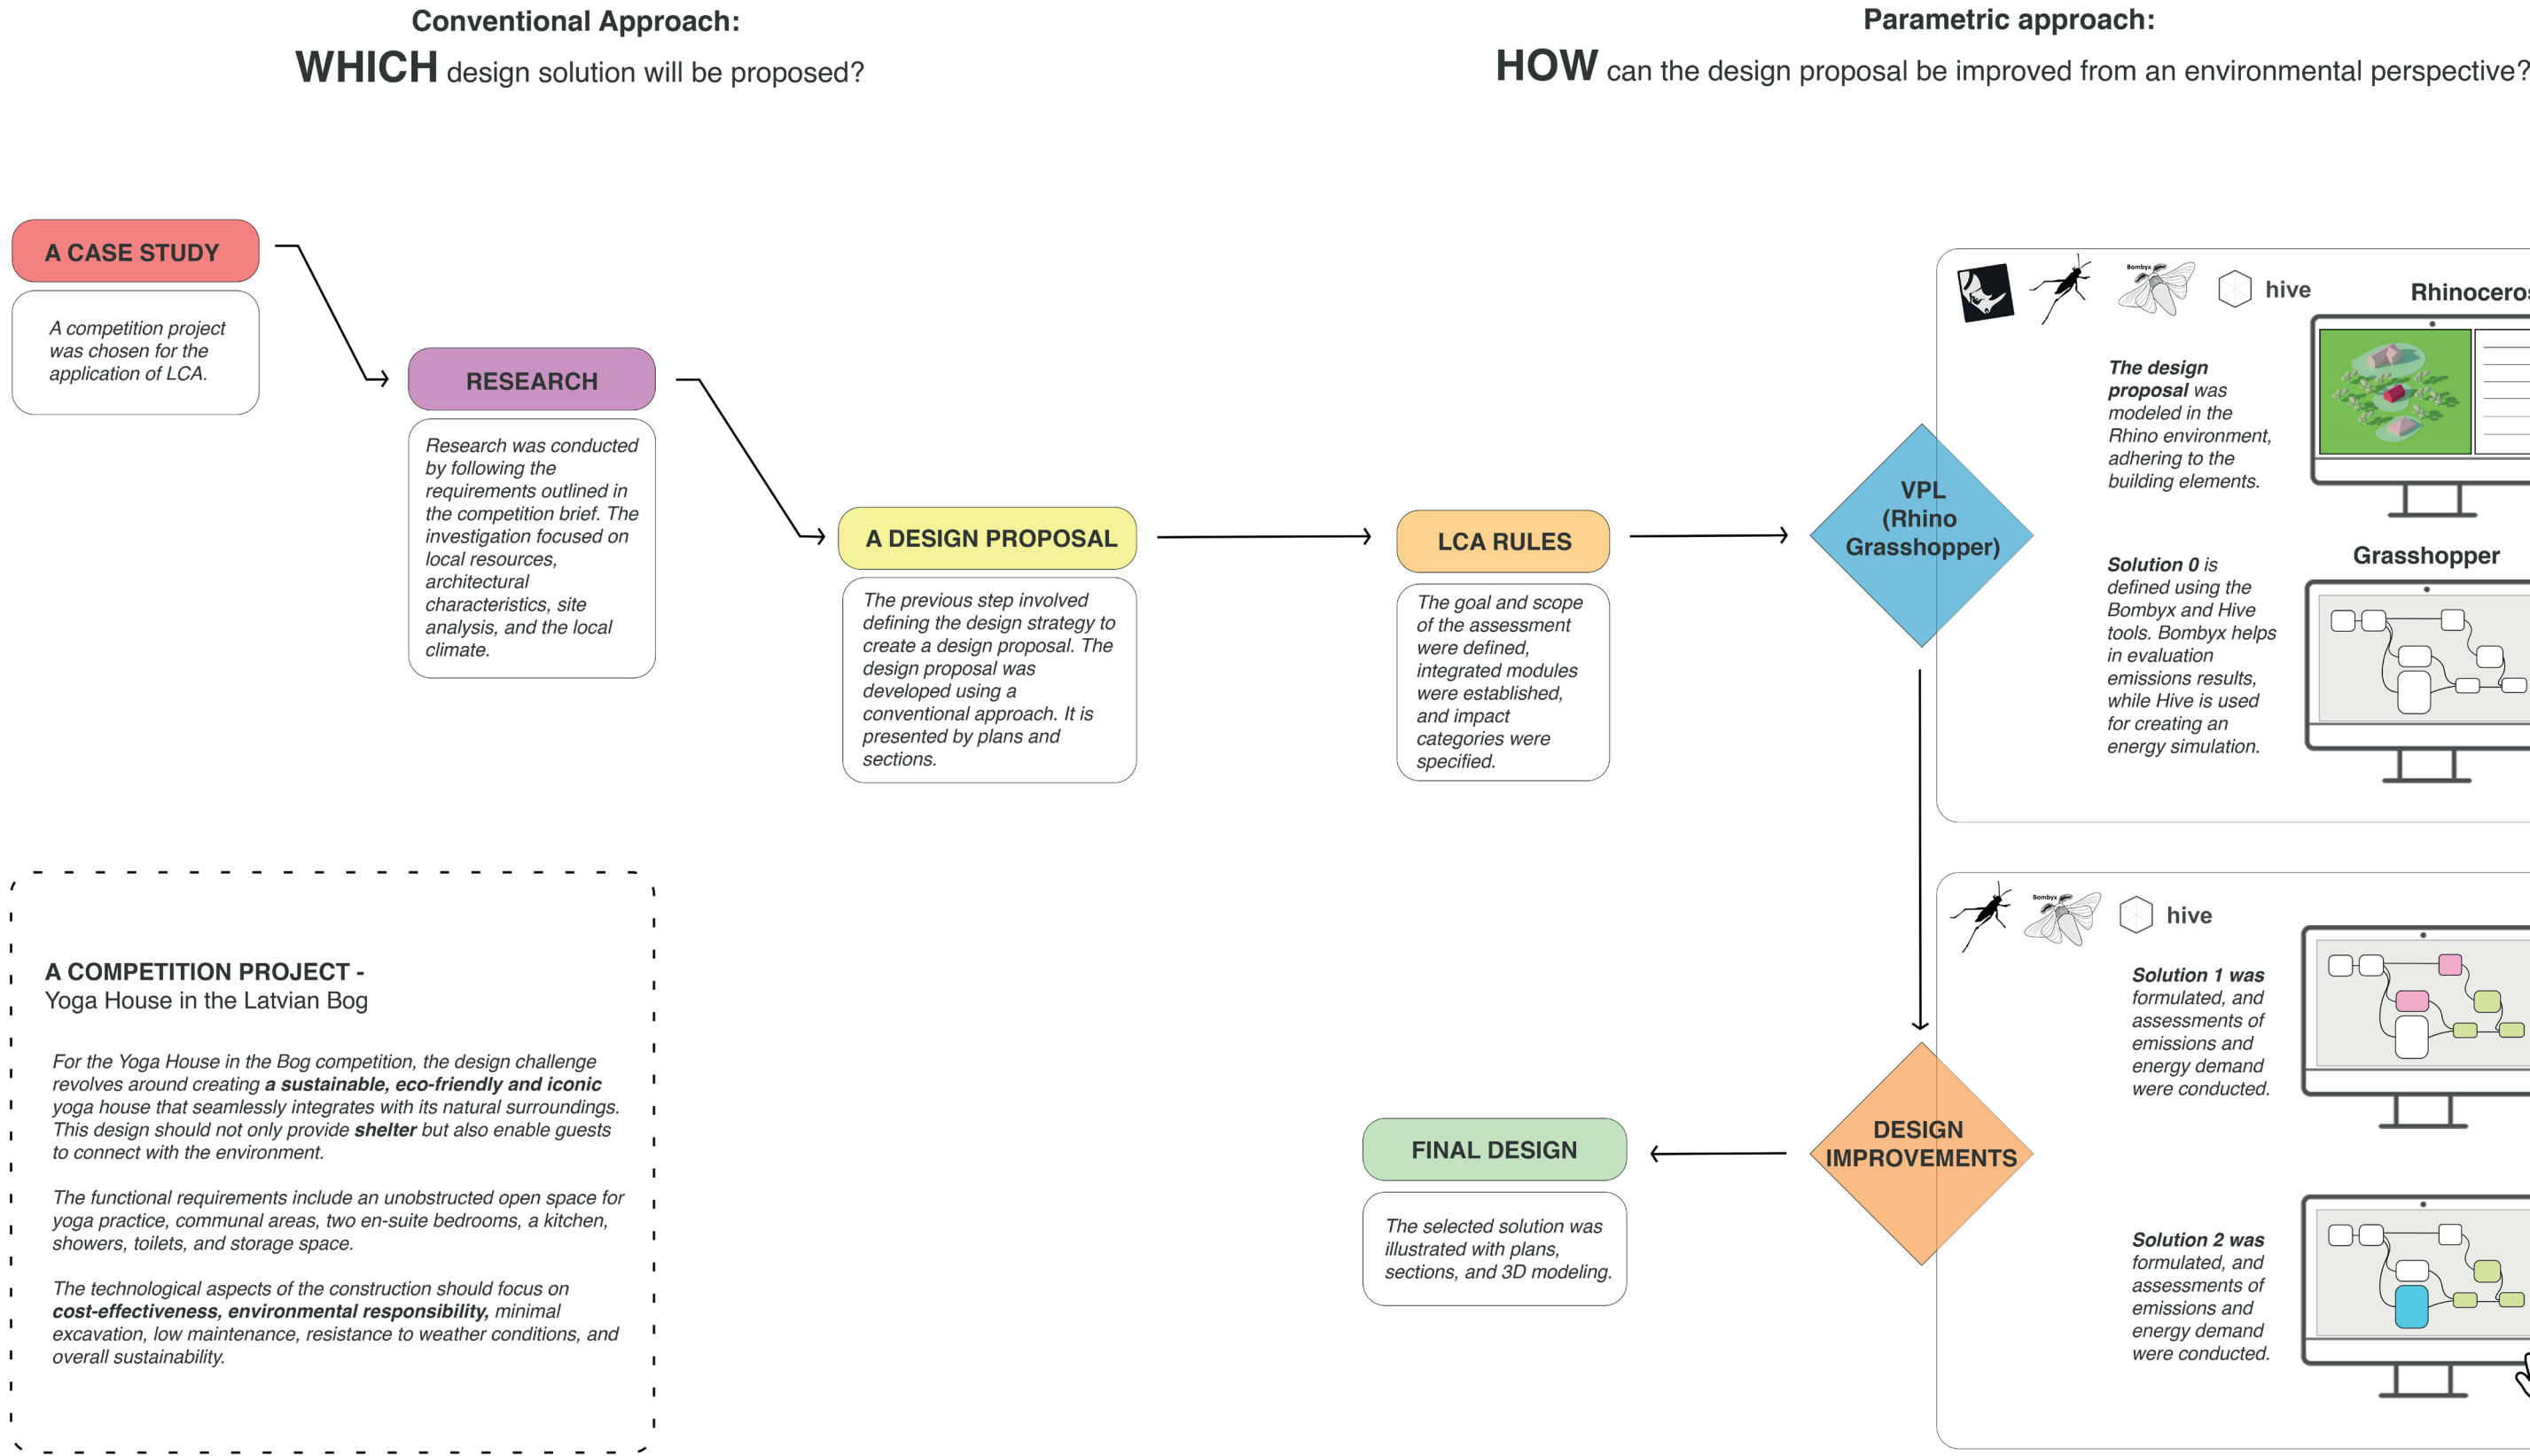 Conventional Approach:
WHICH design solution will be proposed?
Parametric approach:
HOW can the design proposal be improved from an environmental perspective?
A CASE STUDY
A competition project
was chosen for the
application of LCA.
RESEARCH
Research was conducted
by following the
requirements outlined in
the competition brief. The
investigation focused on
local resources,
architectural
characteristics, site
analysis, and the local
climate.
A DESIGN PROPOSAL
The previous step involved
defining the design strategy to
create a design proposal. The
design proposal was
developed using a
conventional approach. It is
presented by plans and
sections.
LCA RULES
The goal and scope
of the assessment
were defined,
integrated modules
were established,
and impact
categories were
specified.
VPL
(Rhino
Grasshopper)
Bombyx
hive
Rhinoceros
The design
proposal was
modeled in the
Rhino environment,
adhering to the
building elements.
Grasshopper
Solution 0 is
defined using the
Bombyx and Hive
tools. Bombyx helps
in evaluation
emissions results,
while Hive is used
for creating an
energy simulation.
Bombyx
hive
Solution 1 was
formulated, and
assessments of
emissions and
energy demand
were conducted.
Solution 2 was
formulated, and
assessments of
emissions and
energy demand
were conducted.
DESIGN
IMPROVEMENTS
FINAL DESIGN
The selected solution was
illustrated with plans,
sections, and 3D modeling.
A COMPETITION PROJECT -
Yoga House in the Latvian Bog
For the Yoga House in the Bog competition, the design challenge
revolves around creating a sustainable, eco-friendly and iconic
yoga house that seamlessly integrates with its natural surroundings.
This design should not only provide shelter but also enable guests
to connect with the environment.
The functional requirements include an unobstructed open space for
yoga practice, communal areas, two en-suite bedrooms, a kitchen,
showers, toilets, and storage space.
The technological aspects of the construction should focus on
cost-effectiveness, environmental responsibility, minimal
excavation, low maintenance, resistance to weather conditions, and
overall sustainability.